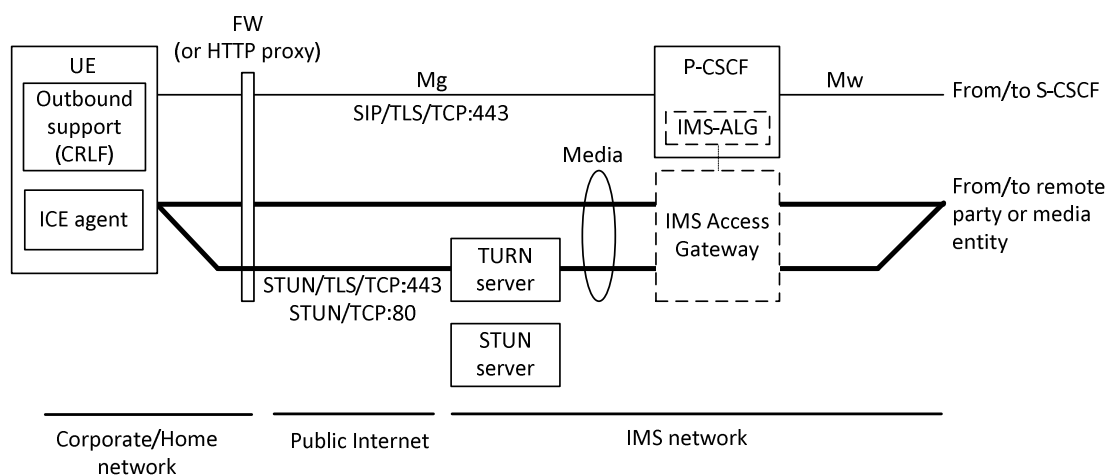 FW
(or HTTP proxy)
UE
Outbound
support
(CRLF)
ICE agent
Mg
SIP/TLS/TCP:443
P-CSCF
IMS-ALG
Mw
From/to S-CSCF
Media
IMS Access
Gateway
From/to remote
party or media
entity
TURN
server
STUN/TLS/TCP:443
STUN/TCP:80
STUN
server
Corporate/Home
network
Public Internet
IMS network